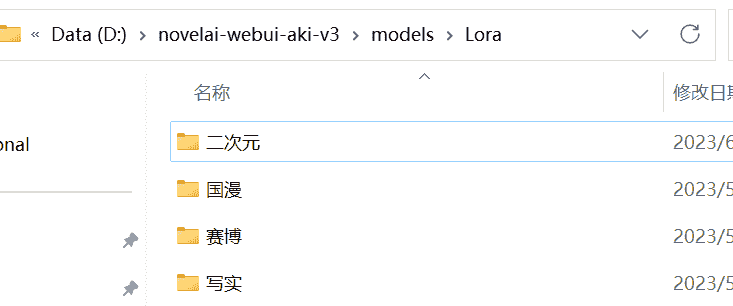 « Data (D:) › novelai-webui-aki-v3 › models › Lora
名称 修改日
onal
二次元 2023/6
国漫 2023/5
赛博 2023/5
写实 2023/5